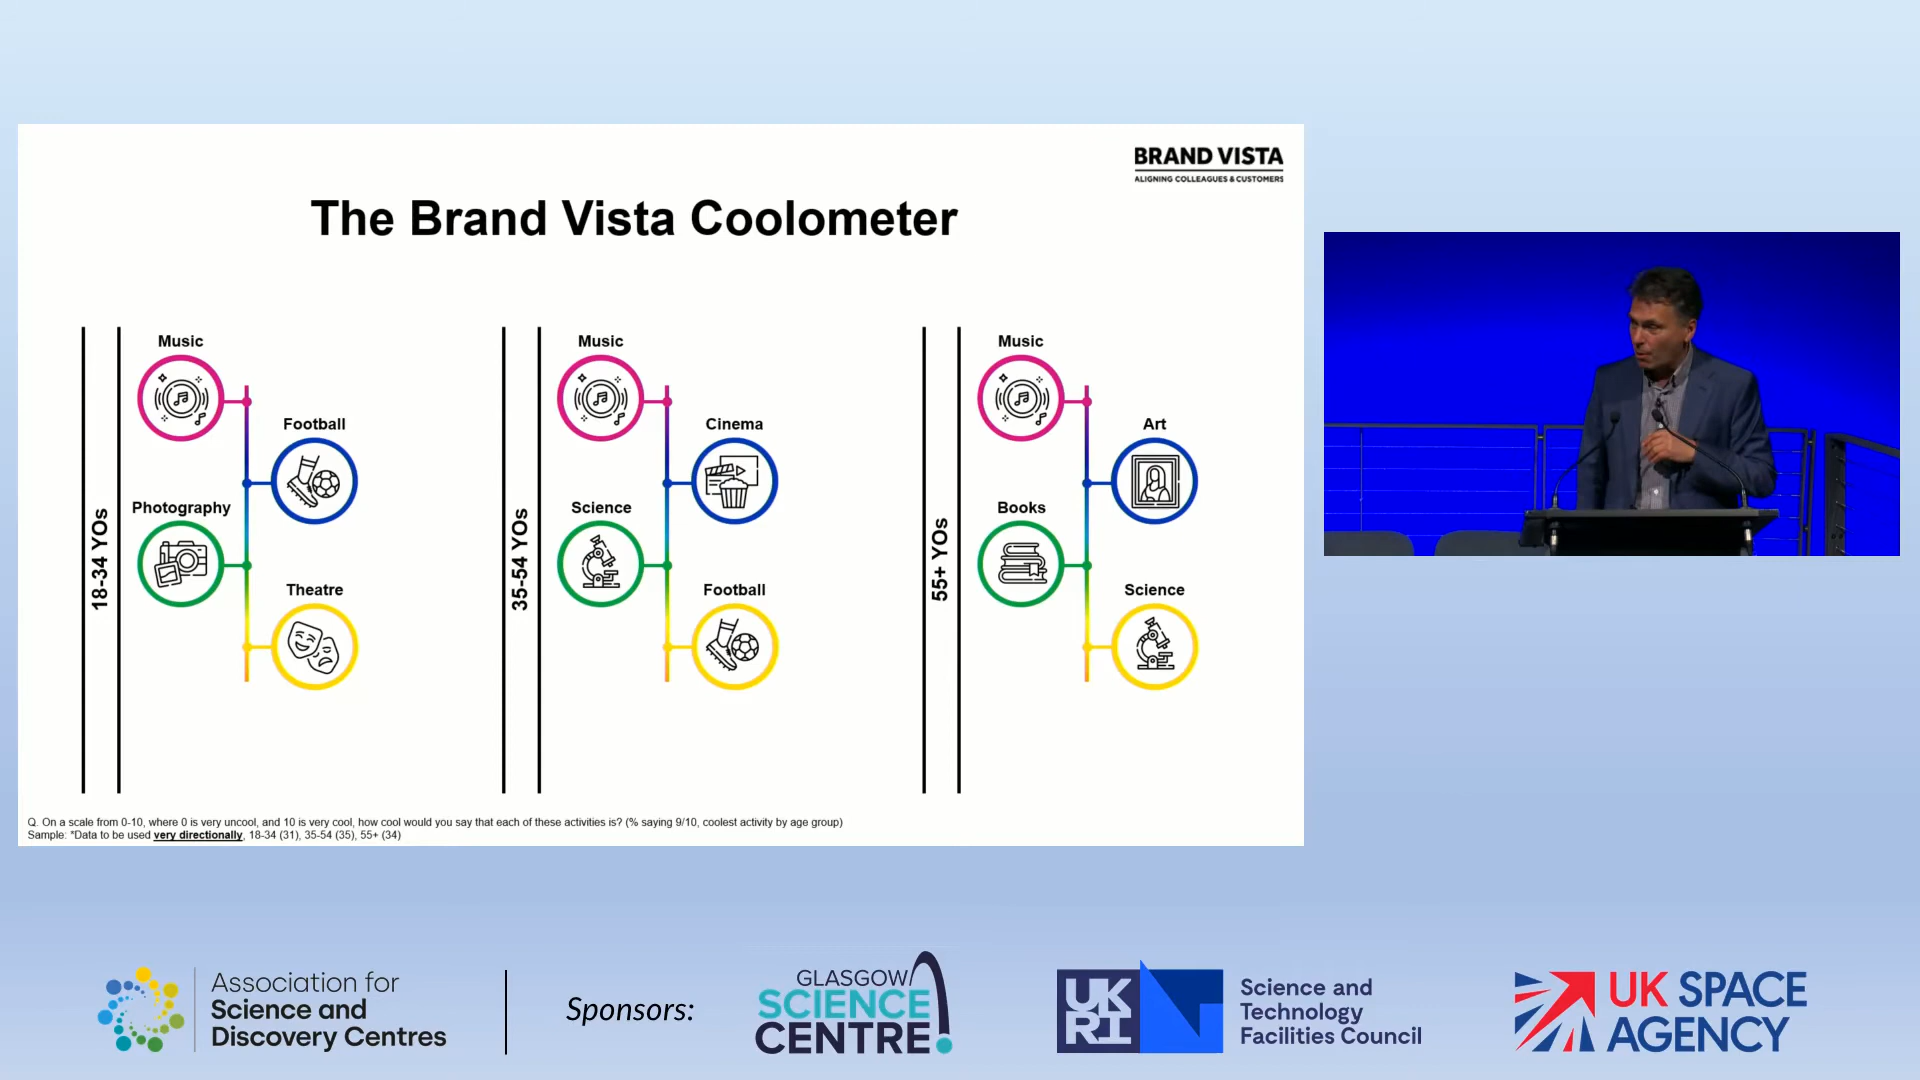 BRAND VISTA
ALIGNING COLLEAGUES & CUSTOMERS
The Brand Vista Coolometer
18-34 YOs
Music
Football
Photography
Theatre
35-54 YOs
Music
Cinema
Science
Football
55+ YOs
Music
Art
Books
Science
Q. On a scale from 0-10, where 0 is very uncool, and 10 is very cool, how cool would you say that each of these activities is? (% saying 9/10, coolest activity by age group)
Sample: *Data to be used very directionally, 18-34 (31), 35-54 (35), 55+ (34)
Association for
Science and
Discovery Centres
Sponsors:
GLASGOW
SCIENCE
CENTRE
UK
RI
Science and
Technology
Facilities Council
UK SPACE
AGENCY